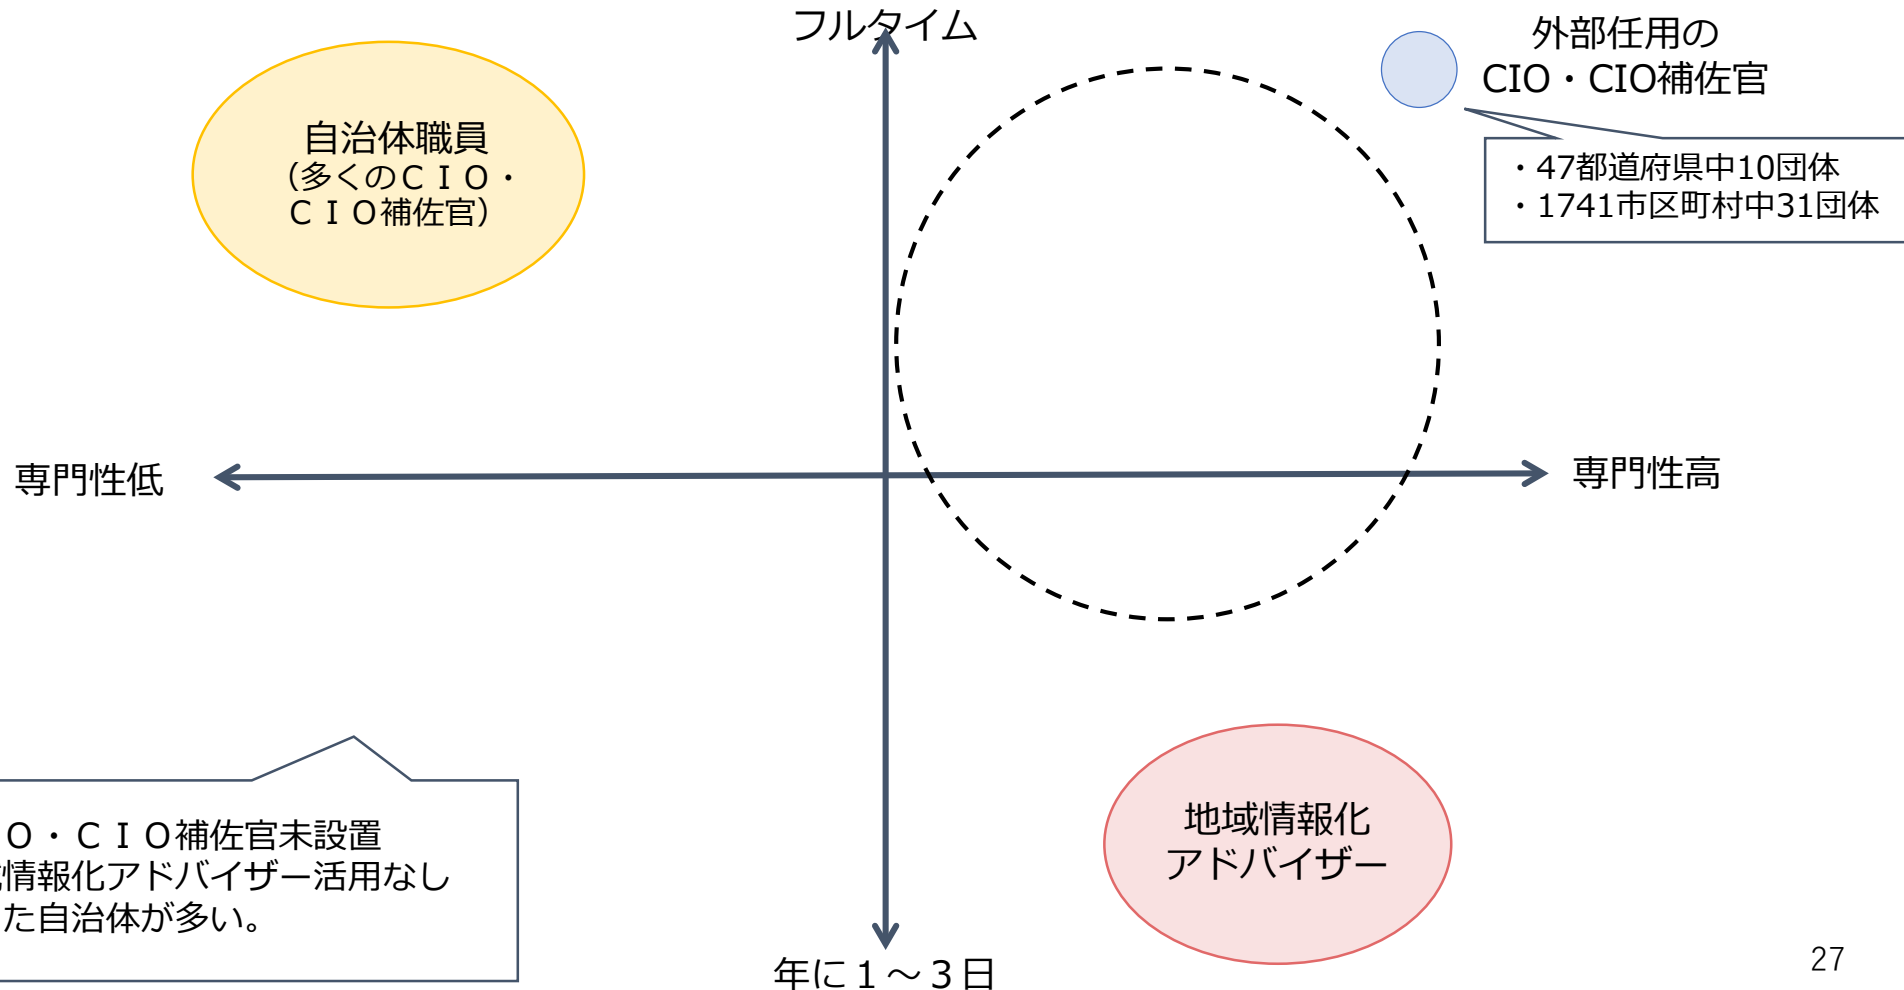 フルタイム
外部任用の
CIO・CIO補佐官
・47都道府県中10団体
・1741市区町村中31団体
自治体職員
（多くのＣＩＯ・
ＣＩＯ補佐官）
専門性低
専門性高
Ｏ・ＣＩＯ補佐官未設置
情報化アドバイザー活用なし
た自治体が多い。
地域情報化
アドバイザー
年に１～３日
27